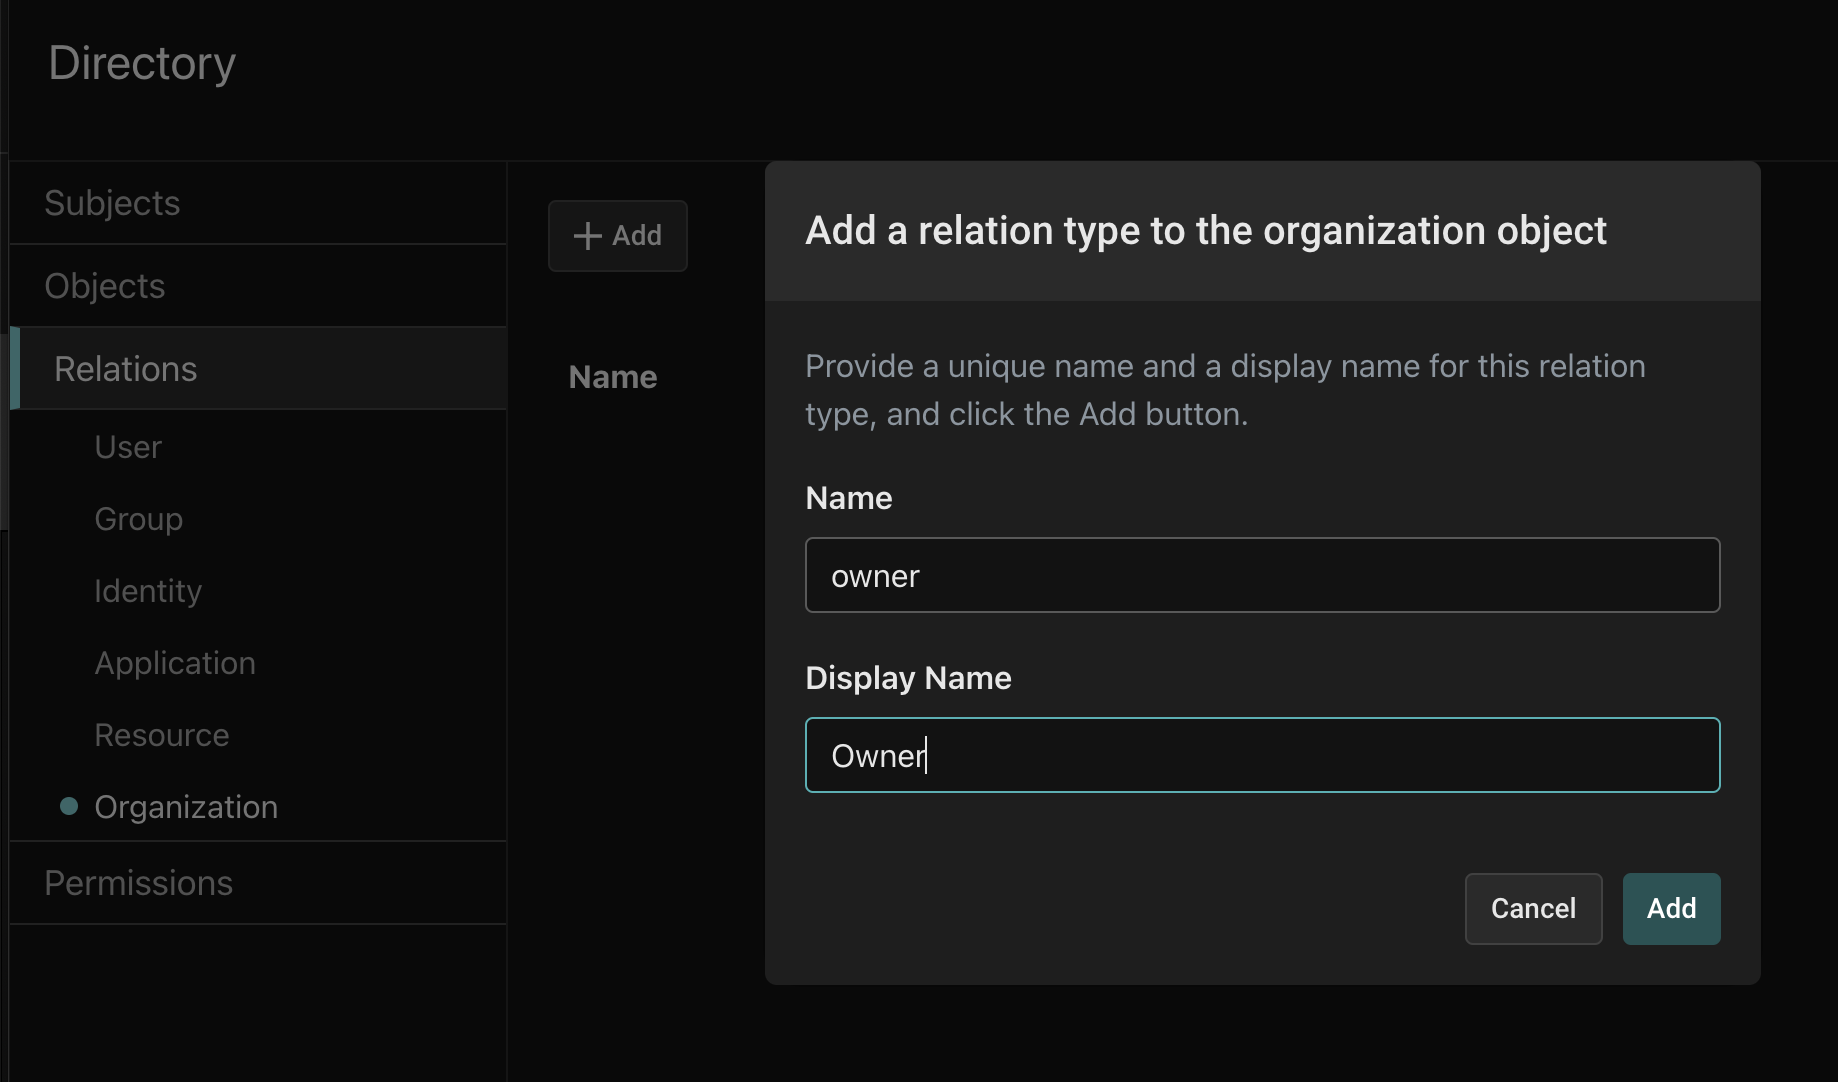 Directory
Subjects
Objects
Relations
User
Group
Identity
Application
Resource
Organization
Permissions
Add
Name
Add a relation type to the organization object
Provide a unique name and a display name for this relation
type, and click the Add button.
Name
owner
Display Name
Owner
Cancel
Add